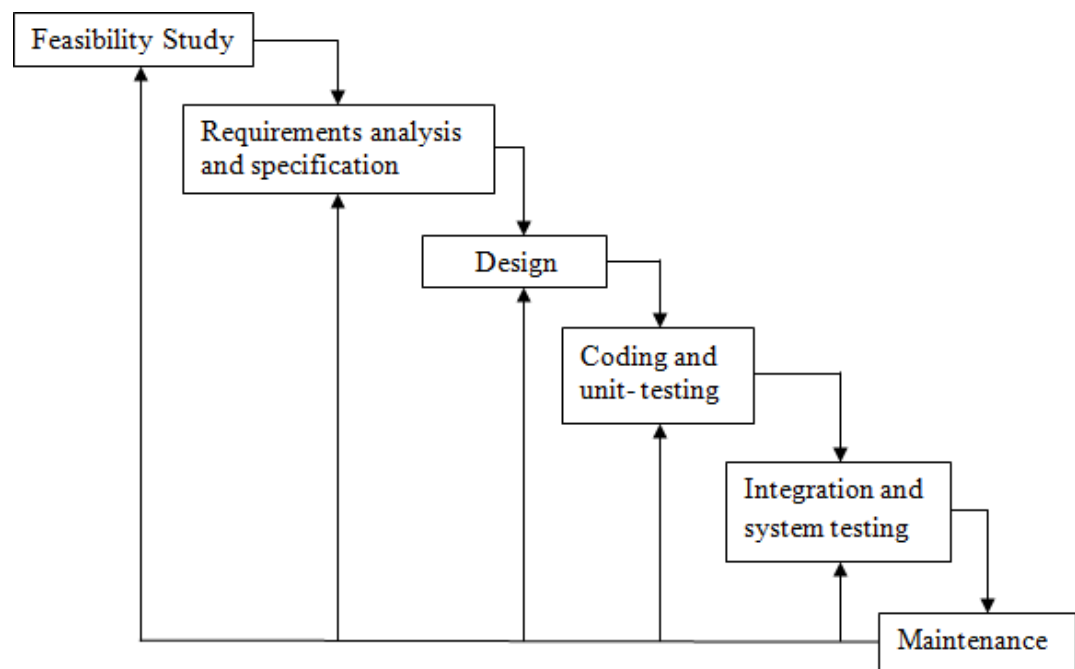 Feasibility Study
Requirements analysis
and specification
Design
Coding and
unit- testing
Integration and
system testing
Maintenance